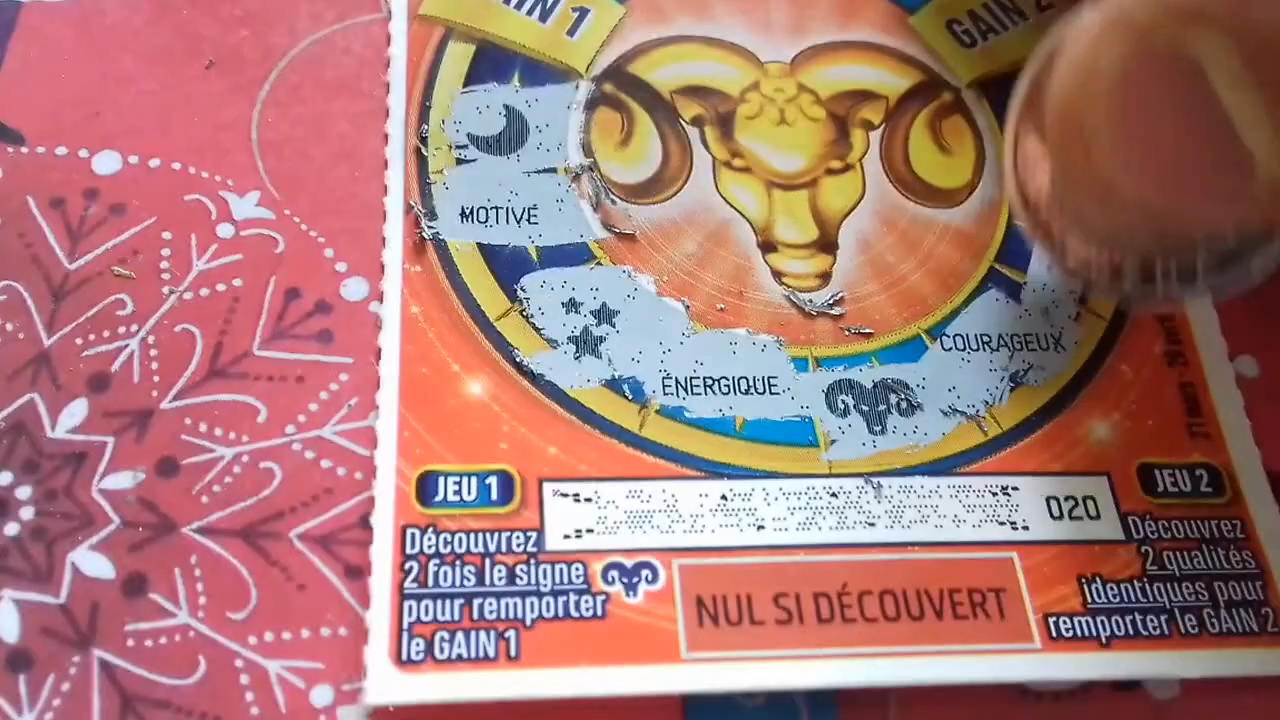 GAIN 1
GAIN 2
MOTIVÉ
COURAGEUX
ÉNERGIQUE
JEU 1
JEU 2
020
Découvrez
2 fois le signe
pour remporter
le GAIN 1
NUL SI DÉCOUVERT
Découvrez
2 qualités
identiques pour
remporter le GAIN 2